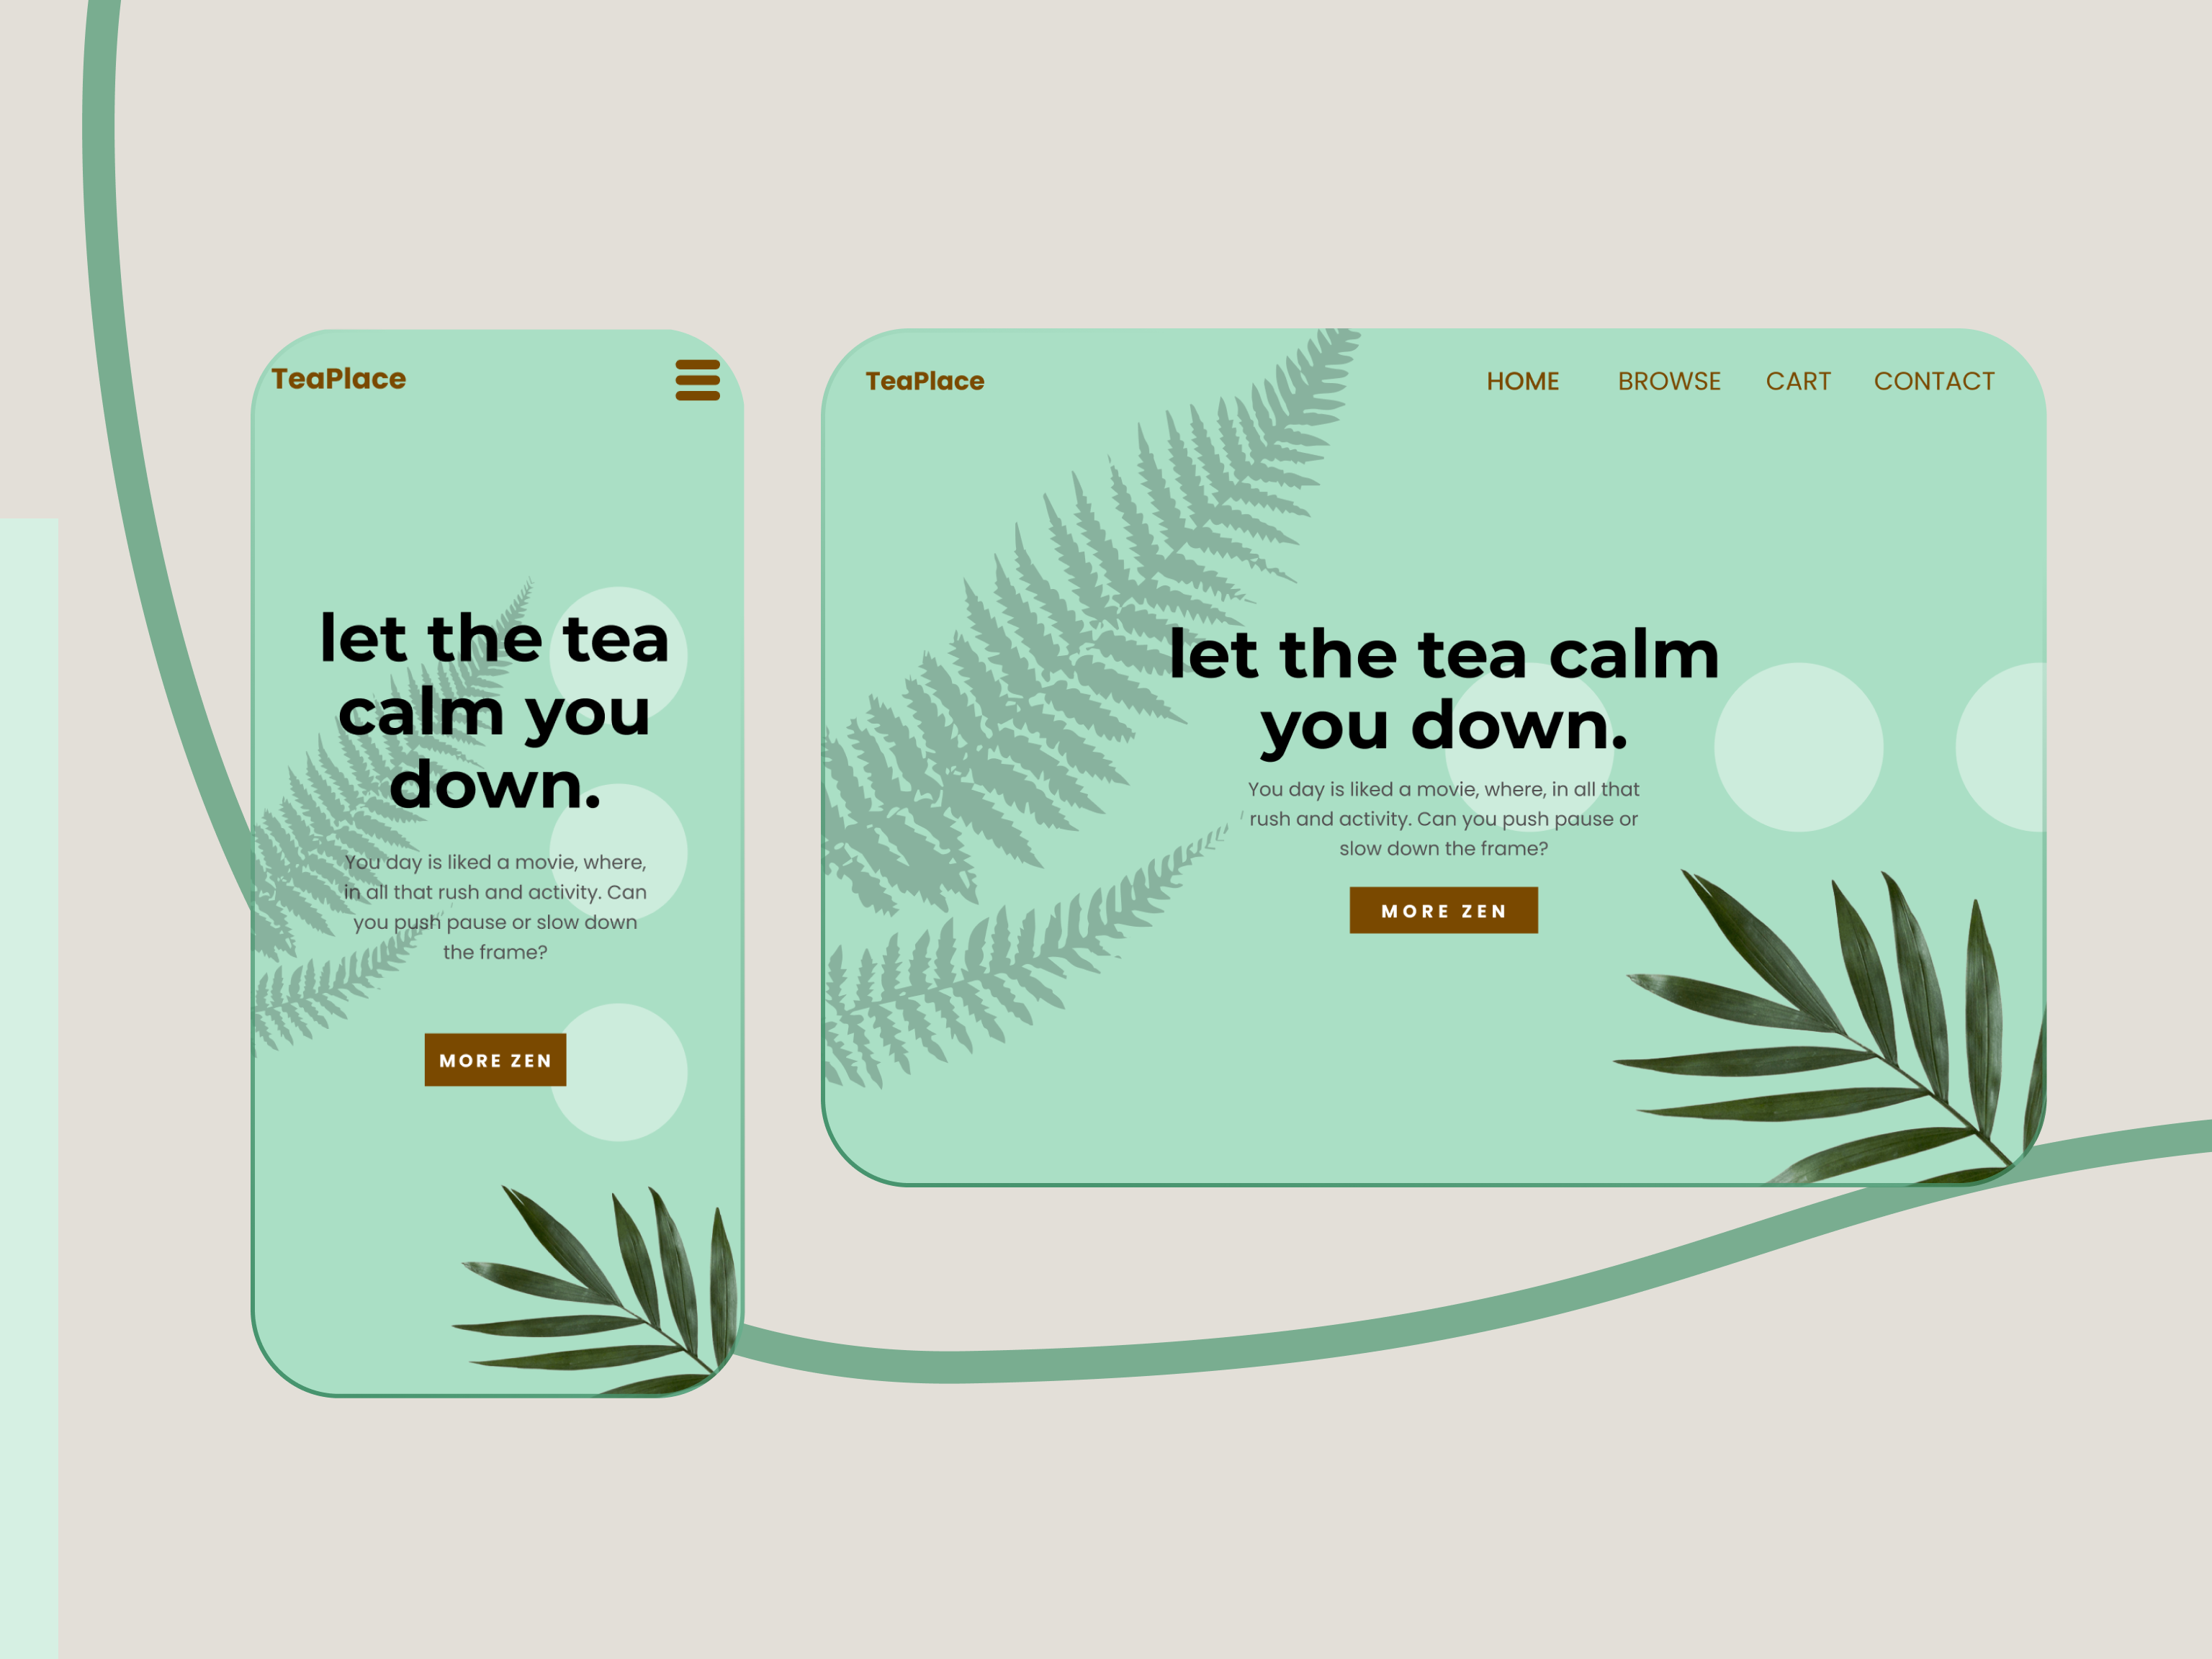 TeaPlace
let the tea
calm you
down.
You day is liked a movie, where,
in all that rush and activity. Can
you push pause or slow down
the frame?
MORE ZEN
TeaPlace
HOME BROWSE CART CONTACT
let the tea calm
you down.
You day is liked a movie, where, in all that
rush and activity. Can you push pause or
slow down the frame?
MORE ZEN